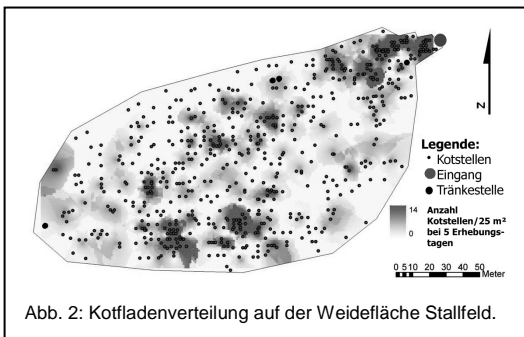 N
Legende:
Kotstellen
Eingang
Tränkestelle
14
0
Anzahl
Kotstellen/25 m²
bei 5 Erhebungs-
tagen
0 5 10 20 30 40 50
Meter
Abb. 2: Kotfladenverteilung auf der Weidefläche Stallfeld.